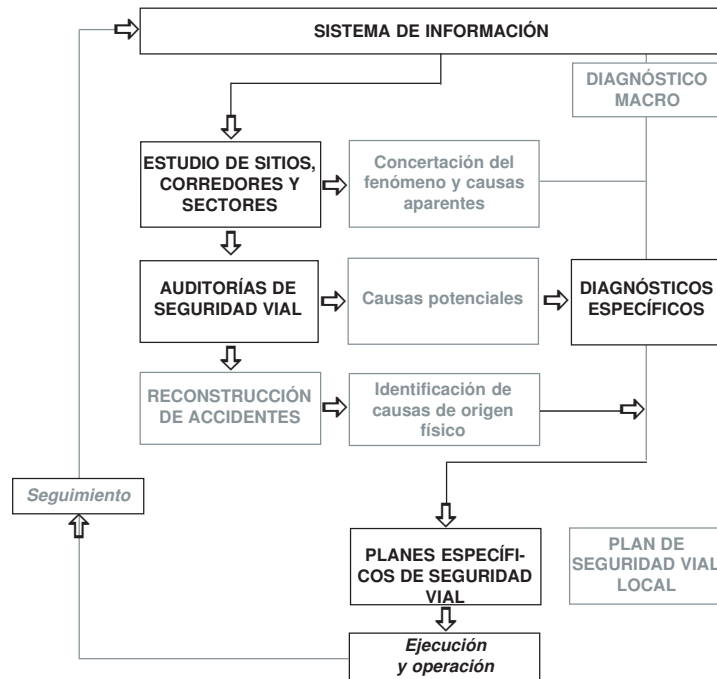 SISTEMA DE INFORMACIÓN
DIAGNÓSTICO
MACRO
ESTUDIO DE SITIOS,
CORREDORES Y
SECTORES
Concertación del
fenómeno y causas
aparentes
AUDITORÍAS DE
SEGURIDAD VIAL
Causas potenciales
DIAGNÓSTICOS
ESPECÍFICOS
RECONSTRUCCIÓN
DE ACCIDENTES
Identificación de
causas de origen
físico
Seguimiento
PLANES ESPECÍFI-
COS DE SEGURIDAD
VIAL
PLAN DE
SEGURIDAD VIAL
LOCAL
Ejecución
y operación